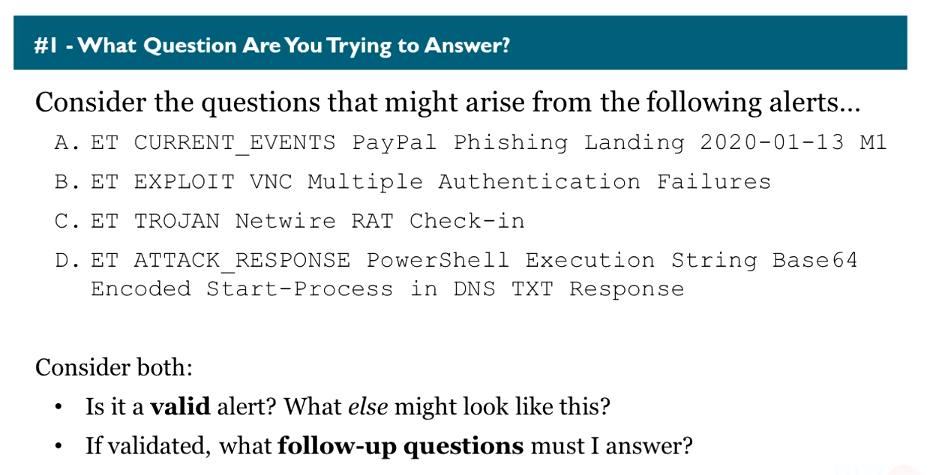 #1 - What Question Are You Trying to Answer?
Consider the questions that might arise from the following alerts...
A. ET CURRENT_EVENTS PayPal Phishing Landing 2020-01-13 M1
B. ET EXPLOIT VNC Multiple Authentication Failures
C. ET TROJAN Netwire RAT Check-in
D. ET ATTACK_RESPONSE PowerShell Execution String Base64
Encoded Start-Process in DNS TXT Response
Consider both:
• Is it a valid alert? What else might look like this?
• If validated, what follow-up questions must I answer?